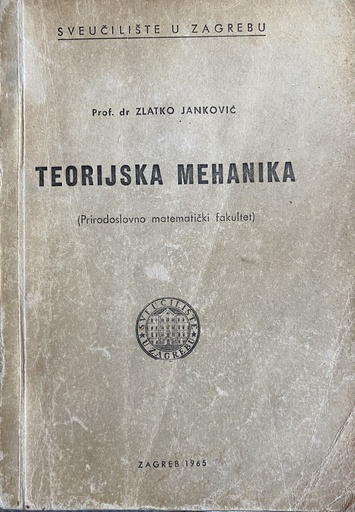 SVEUČILIŠTE U ZAGREBU
Prof. dr ZLATKO JANKOVIĆ
TEORIJSKA MEHANIKA
(Prirodoslovno matematički fakultet)
SVEUČILIŠTE
U ZAGREBU
ZAGREB 1965